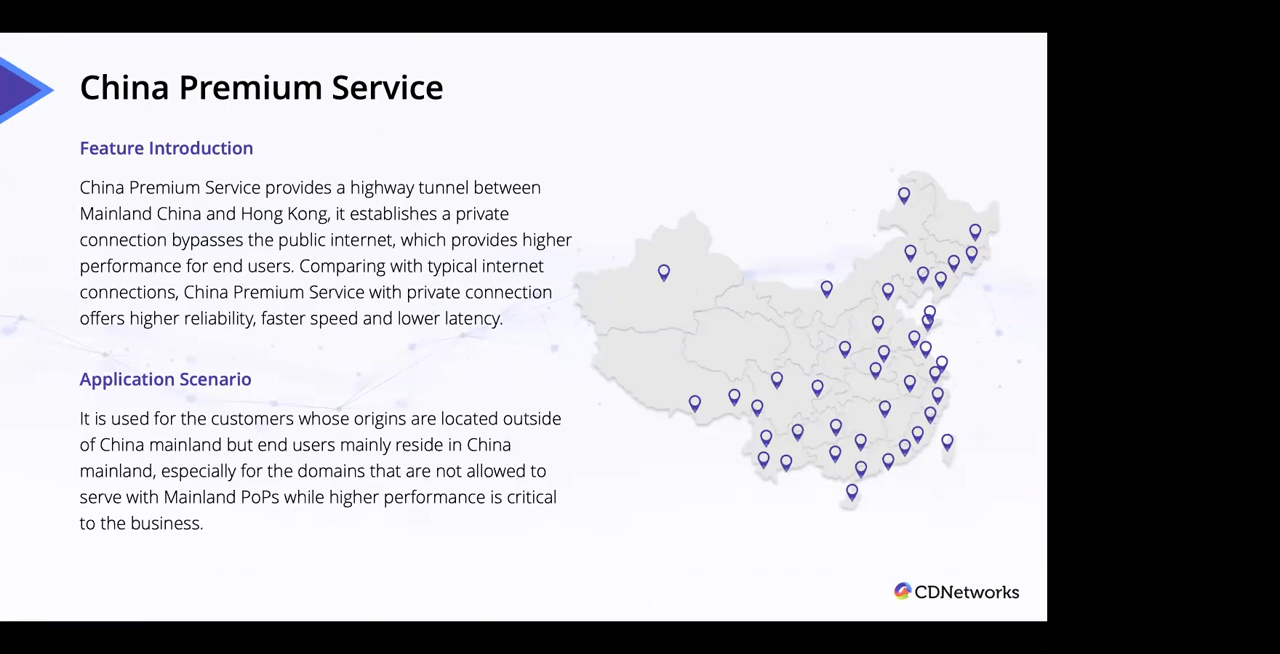 China Premium Service
Feature Introduction
China Premium Service provides a highway tunnel between
Mainland China and Hong Kong, it establishes a private
connection bypasses the public internet, which provides higher
performance for end users. Comparing with typical internet
connections, China Premium Service with private connection
offers higher reliability, faster speed and lower latency.
Application Scenario
It is used for the customers whose origins are located outside
of China mainland but end users mainly reside in China
mainland, especially for the domains that are not allowed to
serve with Mainland PoPs while higher performance is critical
to the business.
CDNetworks